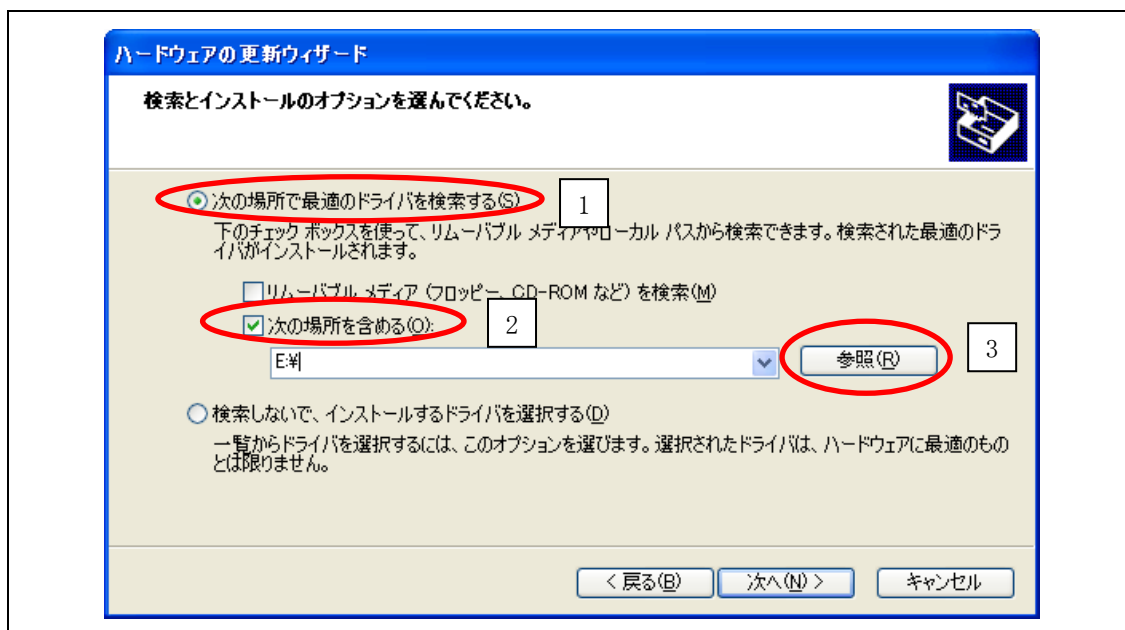 ハードウェアの更新ウィザード
検索とインストールのオプションを選んでください。
次の場所で最適のドライバを検索する(S)
1
下のチェック ボックスを使って、リムーバブル メディアやローカル パスから検索できます。検索された最適のドラ
イバがインストールされます。
リムーバブル メディア (フロッピー、CD-ROM など) を検索(M)
次の場所を含める(O):
2
E:¥
参照(R)
3
検索しないで、インストールするドライバを選択する(D)
一覧からドライバを選択するには、このオプションを選びます。選択されたドライバは、ハードウェアに最適のもの
とは限りません。
< 戻る(B)
次へ(N) >
キャンセル